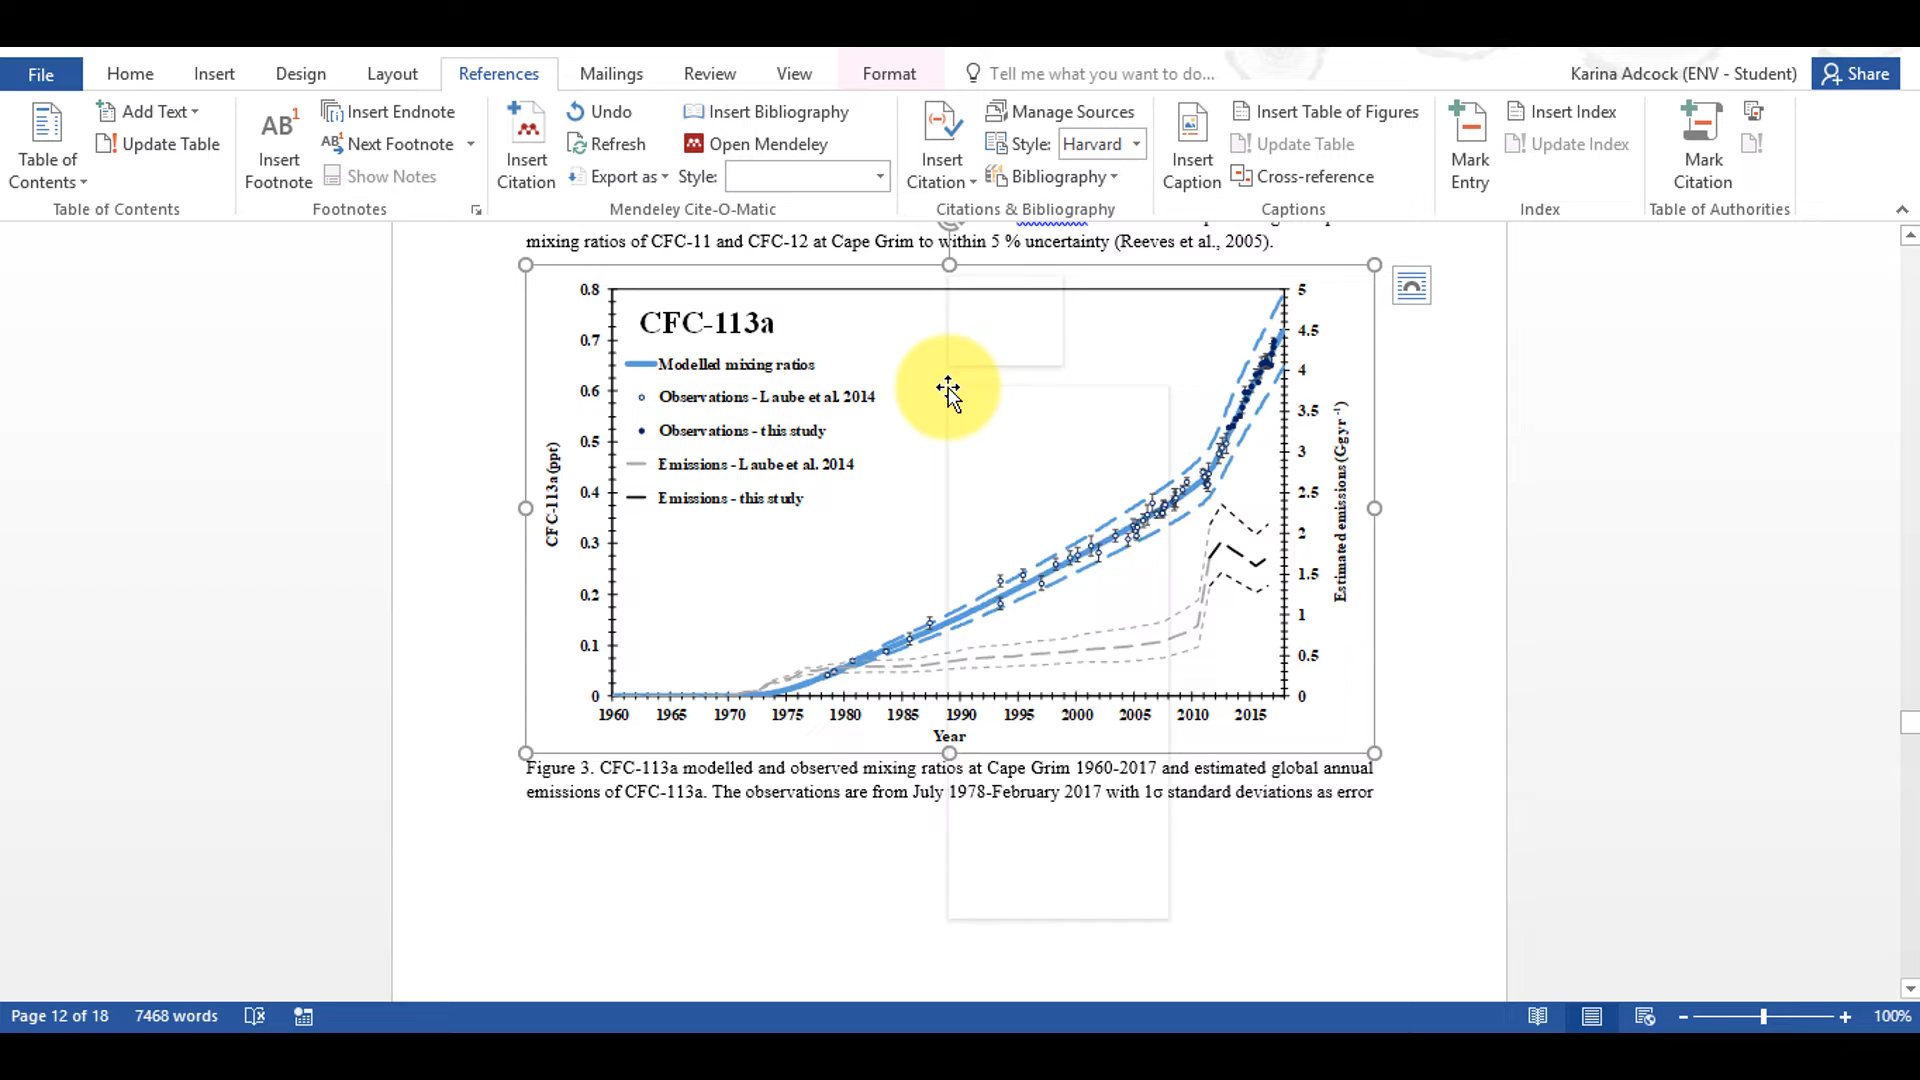 File Home Insert Design Layout References Mailings Review View Format Tell me what you want to do... Karina Adcock (ENV - Student) Share
Table of Contents
Add Text
Update Table
Table of Contents
AB1 Insert Footnote
Insert Endnote
AB Next Footnote
Show Notes
Footnotes
Insert Citation
Undo
Refresh
Export as
Insert Bibliography
Open Mendeley
Style:
Mendeley Cite-O-Matic
Insert Citation
Manage Sources
Style: Harvard
Bibliography
Citations & Bibliography
Insert Caption
Insert Table of Figures
Update Table
Cross-reference
Captions
Mark Entry
Insert Index
Update Index
Index
Mark Citation
Table of Authorities
mixing ratios of CFC-11 and CFC-12 at Cape Grim to within 5 % uncertainty (Reeves et al., 2005).
CFC-113a
Modelled mixing ratios
Observations - Laube et al. 2014
Observations - this study
Emissions - Laube et al. 2014
Emissions - this study
CFC-113a (ppt)
0.8
0.7
0.6
0.5
0.4
0.3
0.2
0.1
0
5
4.5
4
3.5
3
2.5
2
1.5
1
0.5
0
Estimated emissions (Gg yr-1)
1960 1965 1970 1975 1980 1985 1990 1995 2000 2005 2010 2015
Year
Figure 3. CFC-113a modelled and observed mixing ratios at Cape Grim 1960-2017 and estimated global annual
emissions of CFC-113a. The observations are from July 1978-February 2017 with 1σ standard deviations as error
Page 12 of 18 7468 words 100%